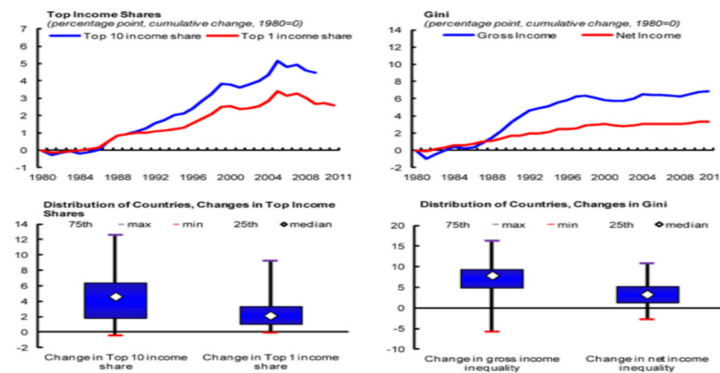 Top Income Shares
(percentage point, cumulative change, 1980=0)
7
Top 10 income share
Top 1 income share
6
5
4
3
2
1
0
-1
1980 1984 1988 1992 1996 2000 2004 2008 2011
Gini
(percentage point, cumulative change, 1980=0)
14
Gross Income
Net Income
12
10
8
6
4
2
0
-2
1980 1984 1988 1992 1996 2000 2004 2008 2011
Distribution of Countries, Changes in Top Income
Shares
14
75th max min 25th median
12
10
8
6
4
2
0
-2
Change in Top 10 income
share
Change in Top 1 income
share
Distribution of Countries, Changes in Gini
20
75th max min 25th median
15
10
5
0
-5
-10
Change in gross income
inequality
Change in net income
inequality